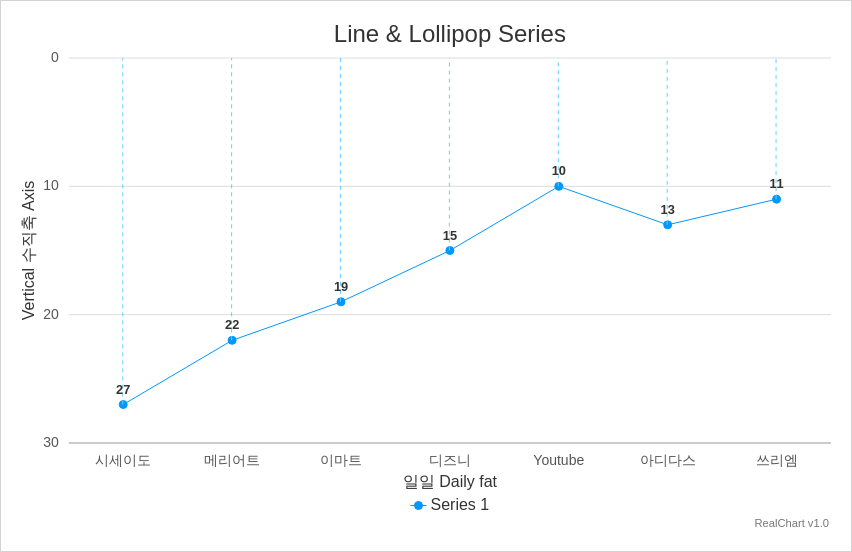 Line & Lollipop Series
0
10
20
30
Vertical 수직축 Axis
27
22
19
15
10
13
11
시세이도 메리어트 이마트 디즈니 Youtube 아디다스 쓰리엠
일일 Daily fat
Series 1
RealChart v1.0